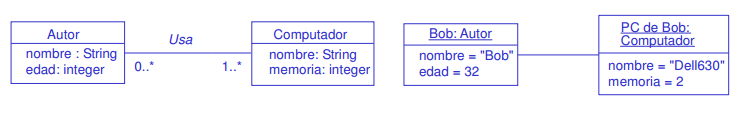 Autor
nombre : String
edad: integer
Usa
0..*
1..*
Computador
nombre: String
memoria: integer
Bob: Autor
nombre = "Bob"
edad = 32
PC de Bob:
Computador
nombre = "Dell630"
memoria = 2